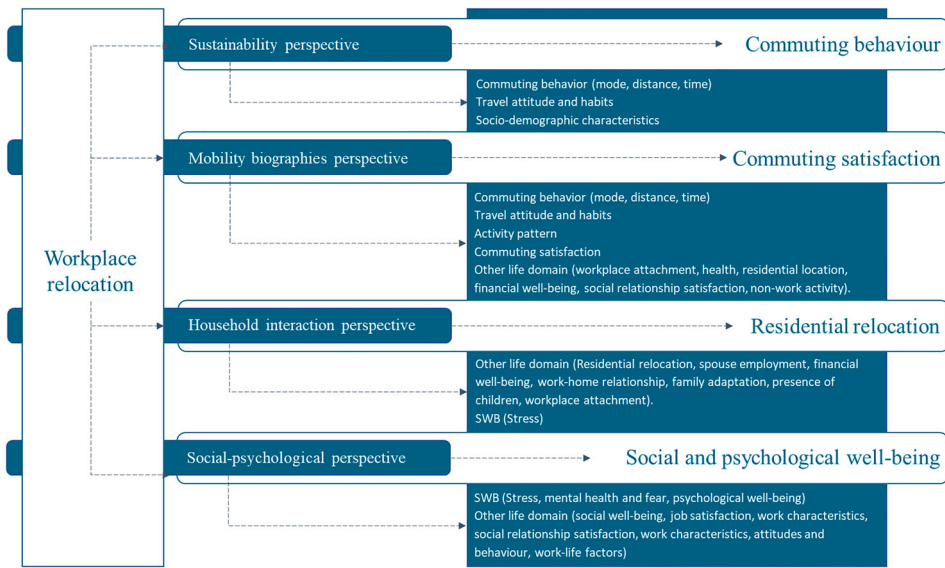 Workplace
relocation
Sustainability perspective
Commuting behaviour
Commuting behavior (mode, distance, time)
Travel attitude and habits
Socio-demographic characteristics
Mobility biographies perspective
Commuting satisfaction
Commuting behavior (mode, distance, time)
Travel attitude and habits
Activity pattern
Commuting satisfaction
Other life domain (workplace attachment, health, residential location,
financial well-being, social relationship satisfaction, non-work activity).
Household interaction perspective
Residential relocation
Other life domain (Residential relocation, spouse employment, financial
well-being, work-home relationship, family adaptation, presence of
children, workplace attachment).
SWB (Stress)
Social-psychological perspective
Social and psychological well-being
SWB (Stress, mental health and fear, psychological well-being)
Other life domain (social well-being, job satisfaction, work characteristics,
social relationship satisfaction, work characteristics, attitudes and
behaviour, work-life factors)